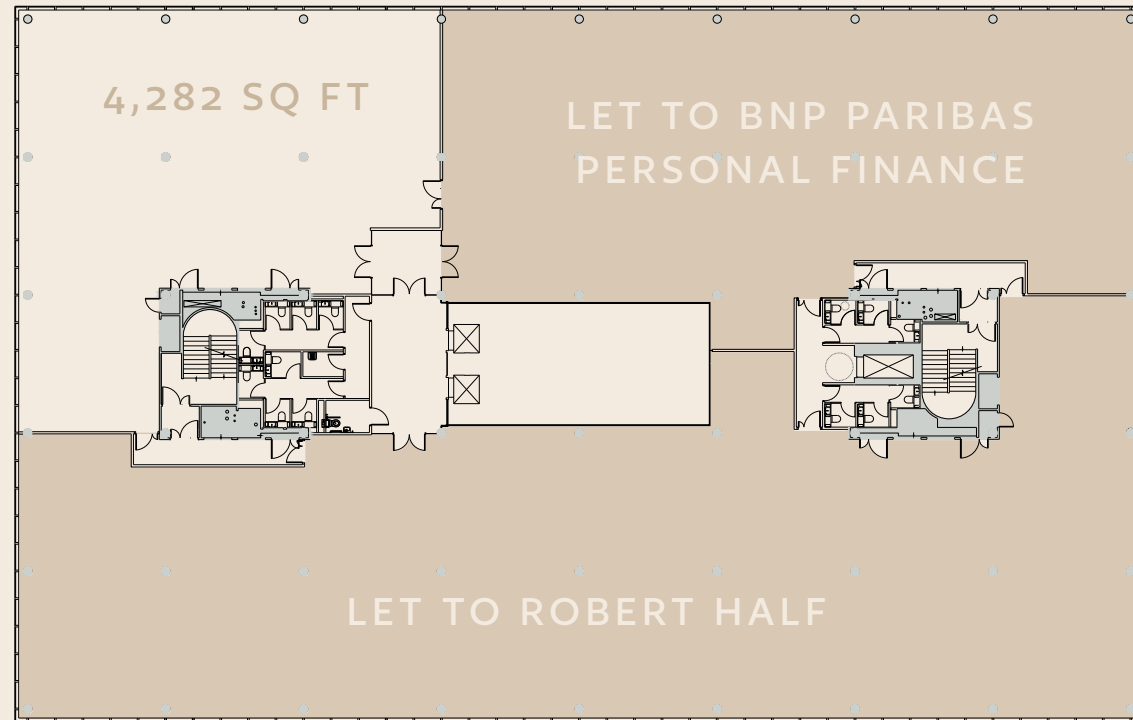 4,282 SQ FT
LET TO BNP PARIBAS
PERSONAL FINANCE
LET TO ROBERT HALF